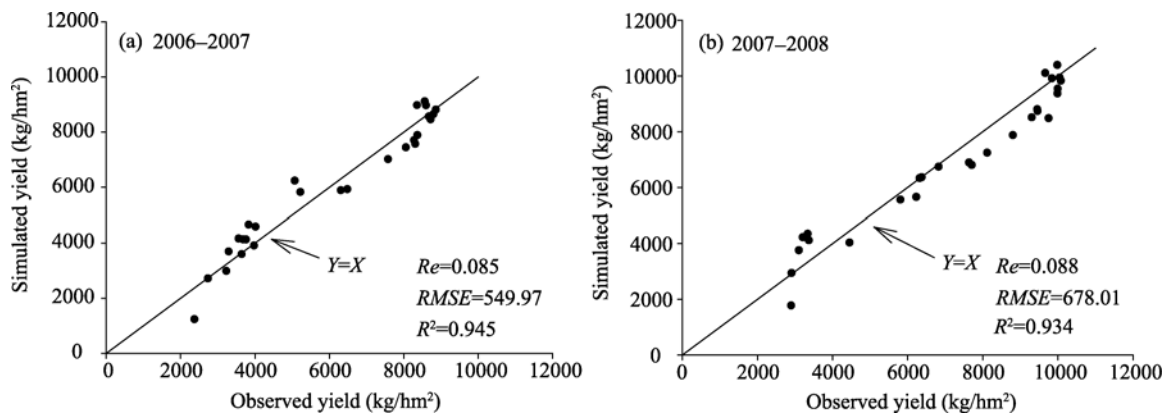 (a) 2006–2007
Simulated yield (kg/hm²)
12000
10000
8000
6000
4000
2000
0
Y=X
Re=0.085
RMSE=549.97
R²=0.945
0 2000 4000 6000 8000 10000 12000
Observed yield (kg/hm²)
(b) 2007–2008
Simulated yield (kg/hm²)
12000
10000
8000
6000
4000
2000
0
Y=X
Re=0.088
RMSE=678.01
R²=0.934
0 2000 4000 6000 8000 10000 12000
Observed yield (kg/hm²)